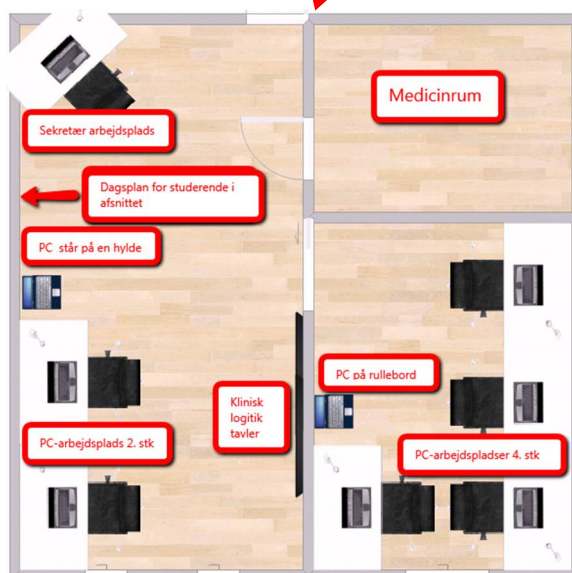 Medicinrum
Sekretær arbejdsplads
Dagsplan for studerende i
afsnittet
PC står på en hylde
PC på rullebord
Klinisk
logitik
tavler
PC-arbejdsplads 2. stk
PC-arbejdspladser 4. stk